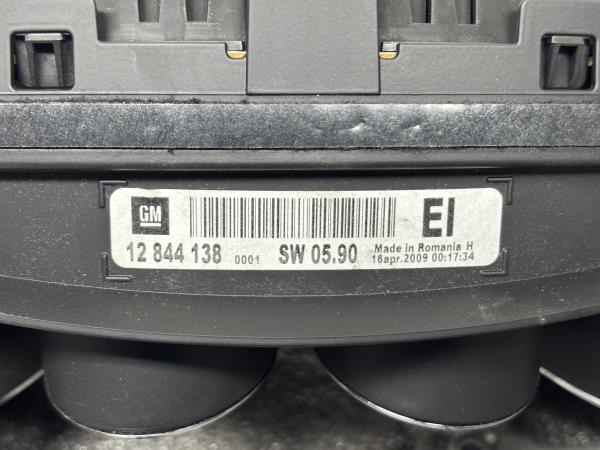 GM EI
12 844 138 0001 SW 05.90 Made in Romania H
16apr.2009 00:17:34